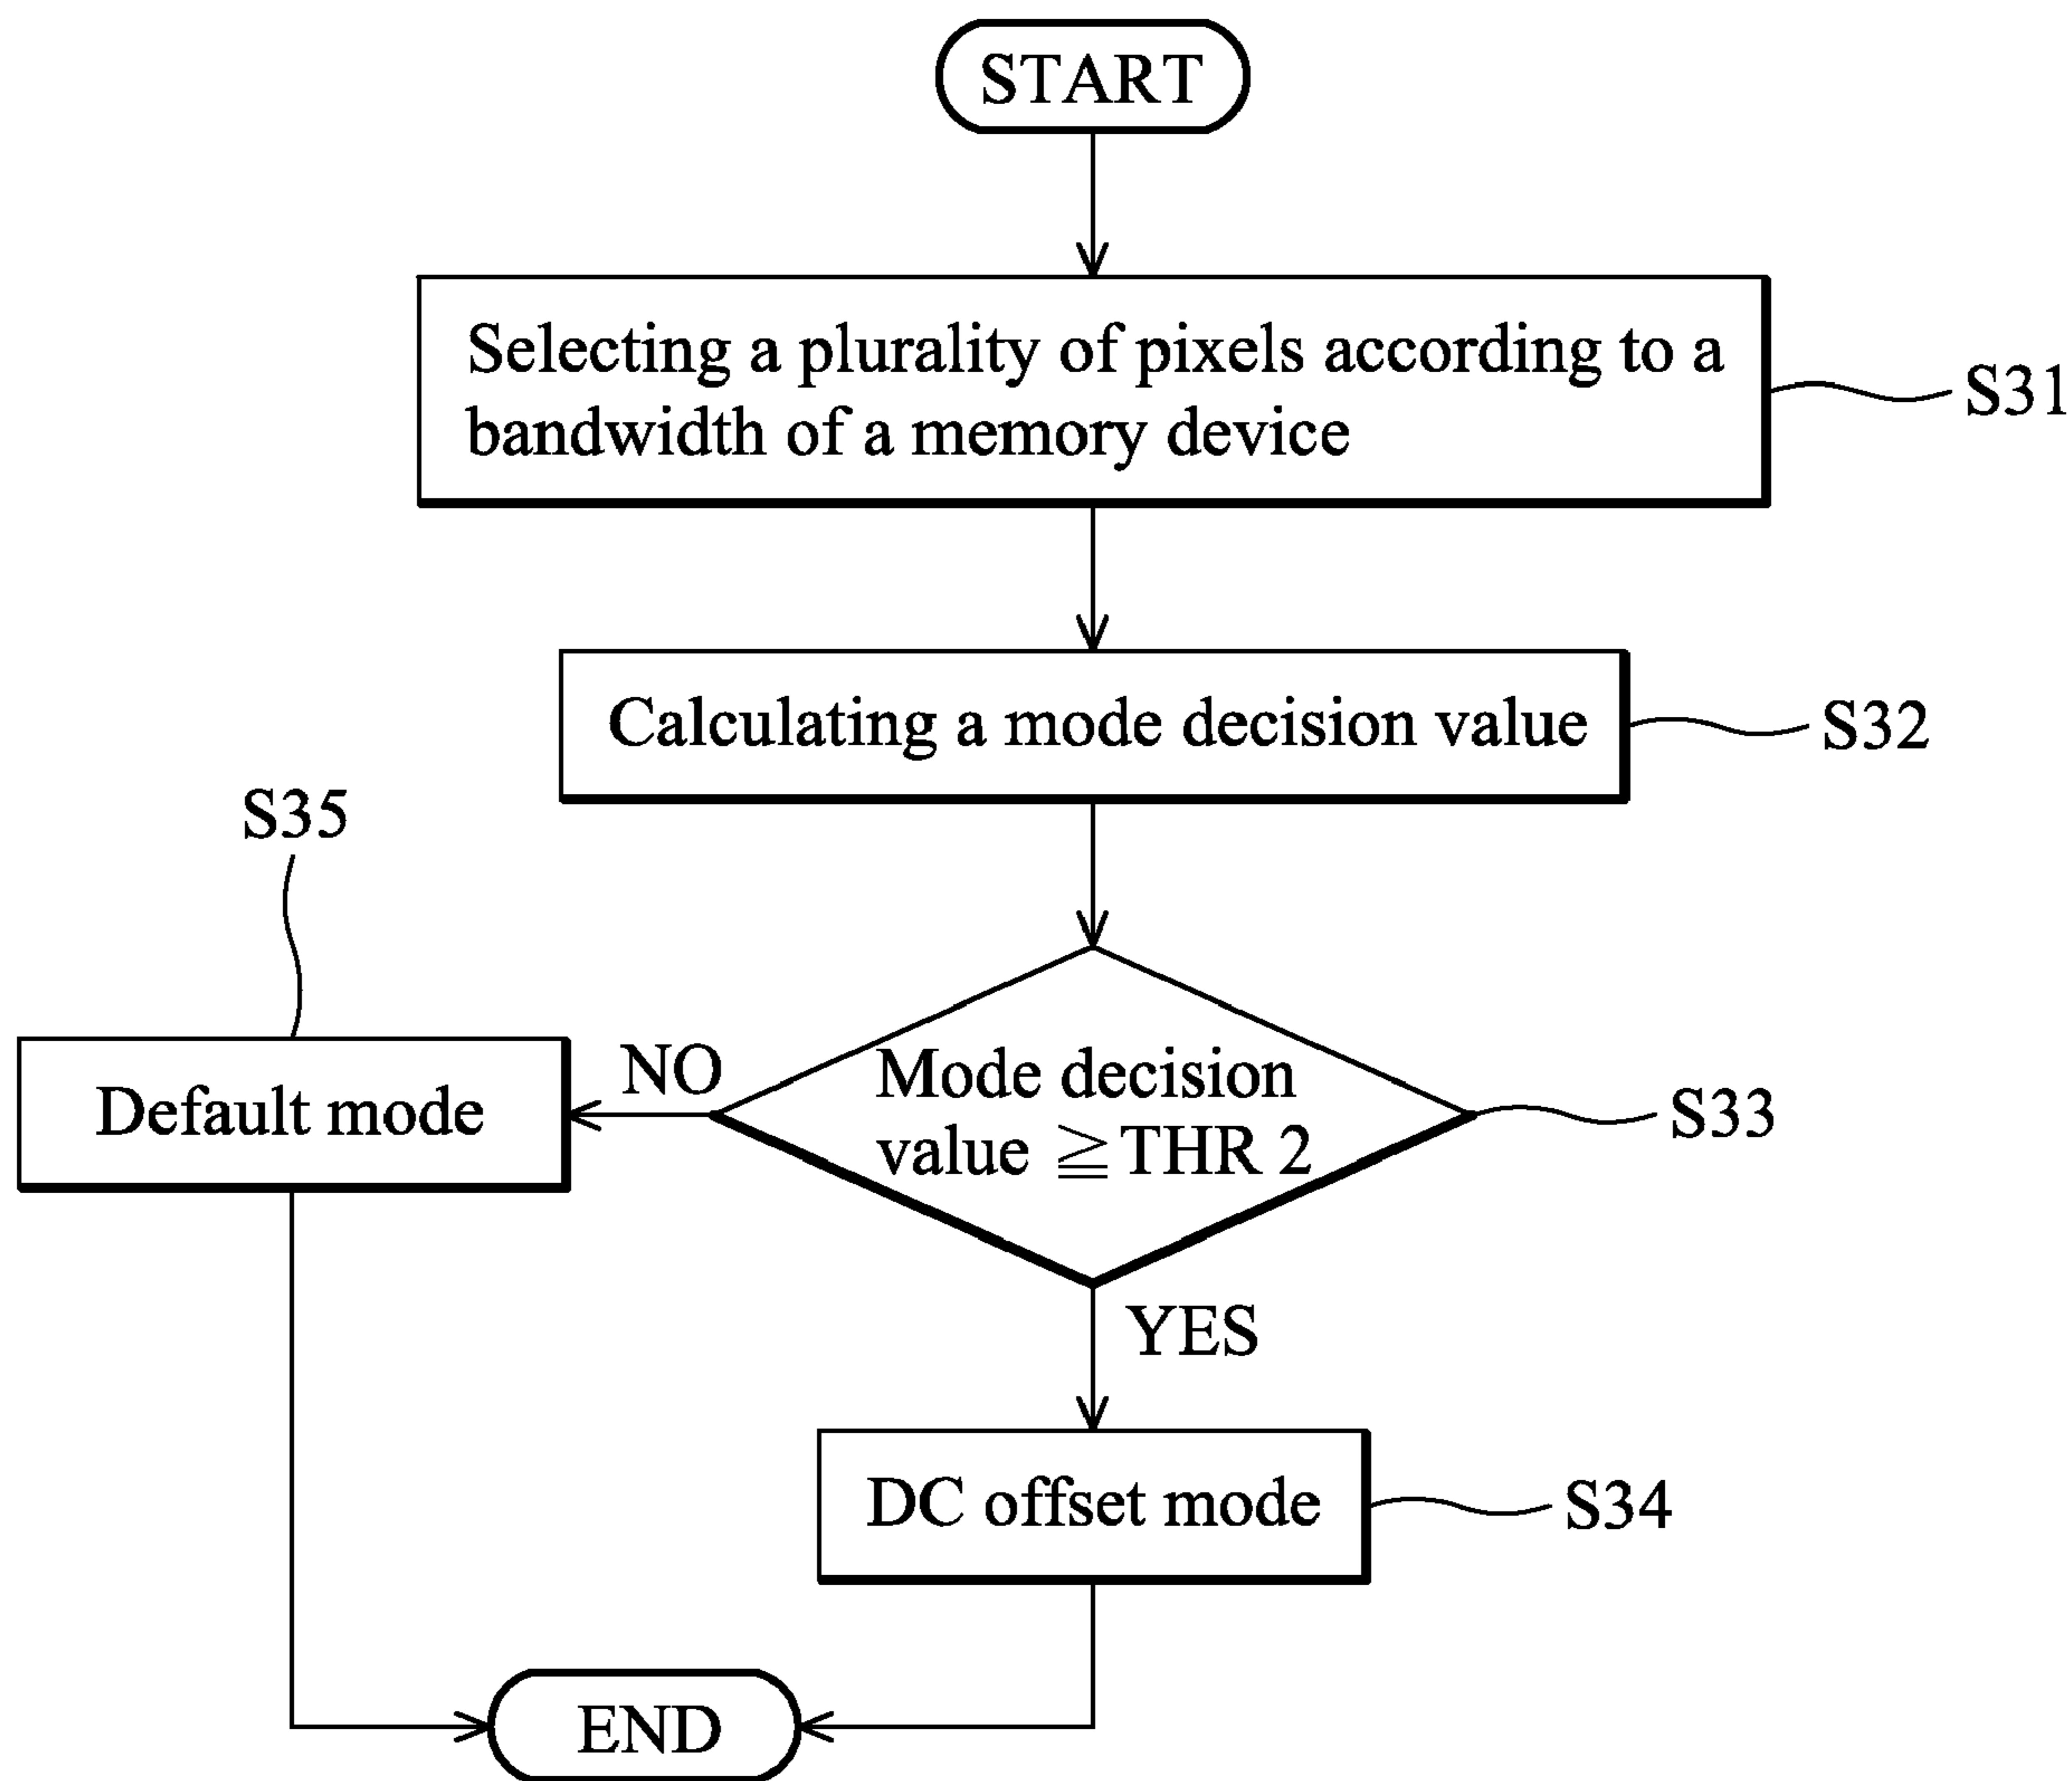 START
Selecting a plurality of pixels according to a
bandwidth of a memory device
S31
Calculating a mode decision value
S32
S35
Default mode
NO
Mode decision
value ≧ THR 2
S33
YES
DC offset mode
S34
END